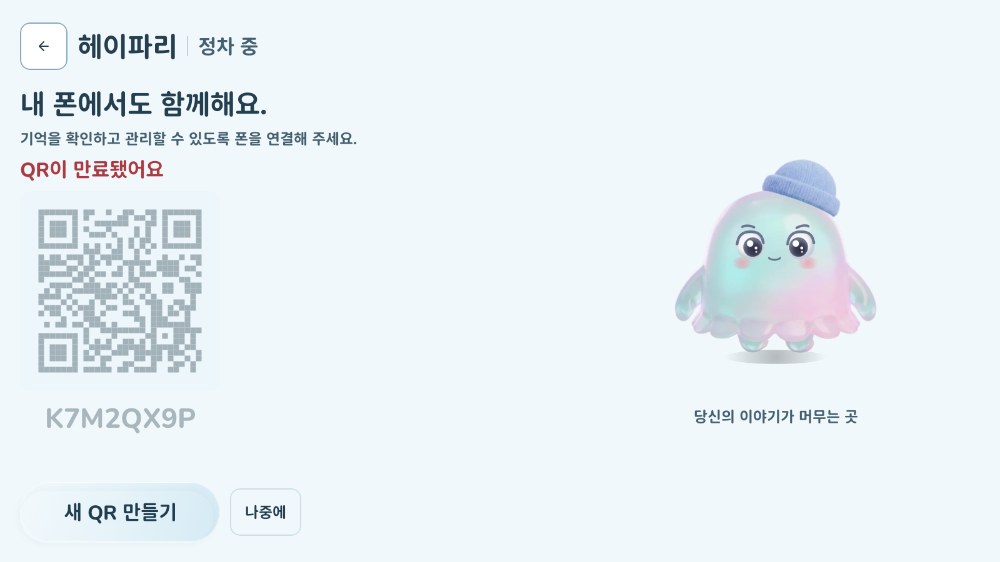 헤이파리
정차 중
내 폰에서도 함께해요.
기억을 확인하고 관리할 수 있도록 폰을 연결해 주세요.
QR이 만료됐어요
K7M2QX9P
당신의 이야기가 머무는 곳
새 QR 만들기
나중에